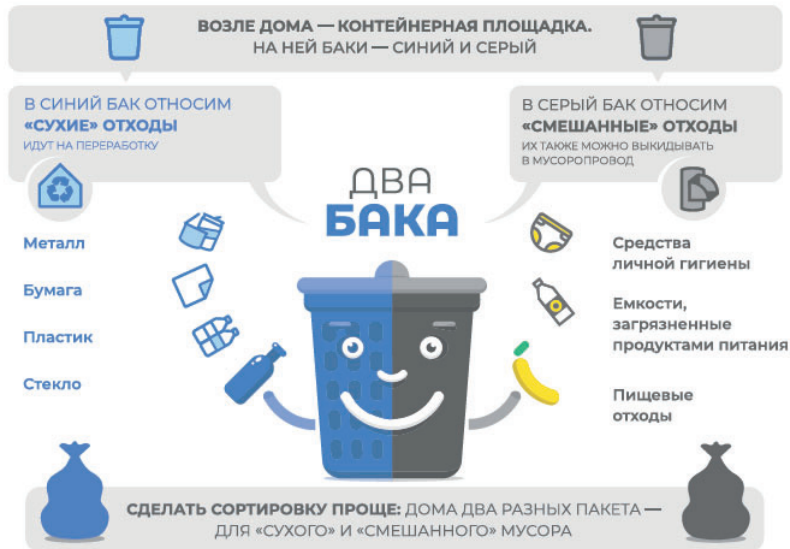 ВОЗЛЕ ДОМА — КОНТЕЙНЕРНАЯ ПЛОЩАДКА.
НА НЕЙ БАКИ — СИНИЙ И СЕРЫЙ
В СИНИЙ БАК ОТНОСИМ
«СУХИЕ» ОТХОДЫ
ИДУТ НА ПЕРЕРАБОТКУ
В СЕРЫЙ БАК ОТНОСИМ
«СМЕШАННЫЕ» ОТХОДЫ
ИХ ТАКЖЕ МОЖНО ВЫКИДЫВАТЬ
В МУСОРОПРОВОД
ДВА
БАКА
Металл
Бумага
Пластик
Стекло
Средства
личной гигиены
Емкости,
загрязненные
продуктами питания
Пищевые
отходы
СДЕЛАТЬ СОРТИРОВКУ ПРОЩЕ: ДОМА ДВА РАЗНЫХ ПАКЕТА —
ДЛЯ «СУХОГО» И «СМЕШАННОГО» МУСОРА